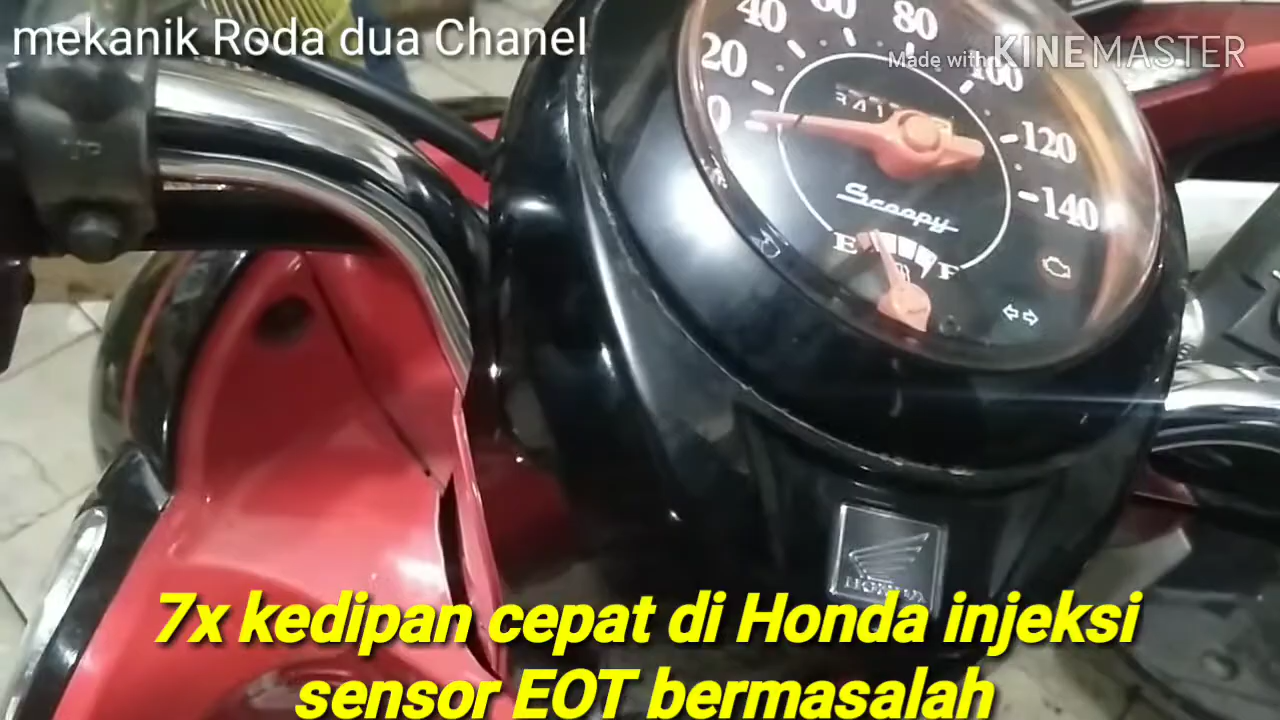 mekanik Roda dua Chanel
Made with KINEMASTER
0
20
40
60
80
100
120
140
Scoopy
E
F
HONDA
7x kedipan cepat di Honda injeksi
sensor EOT bermasalah